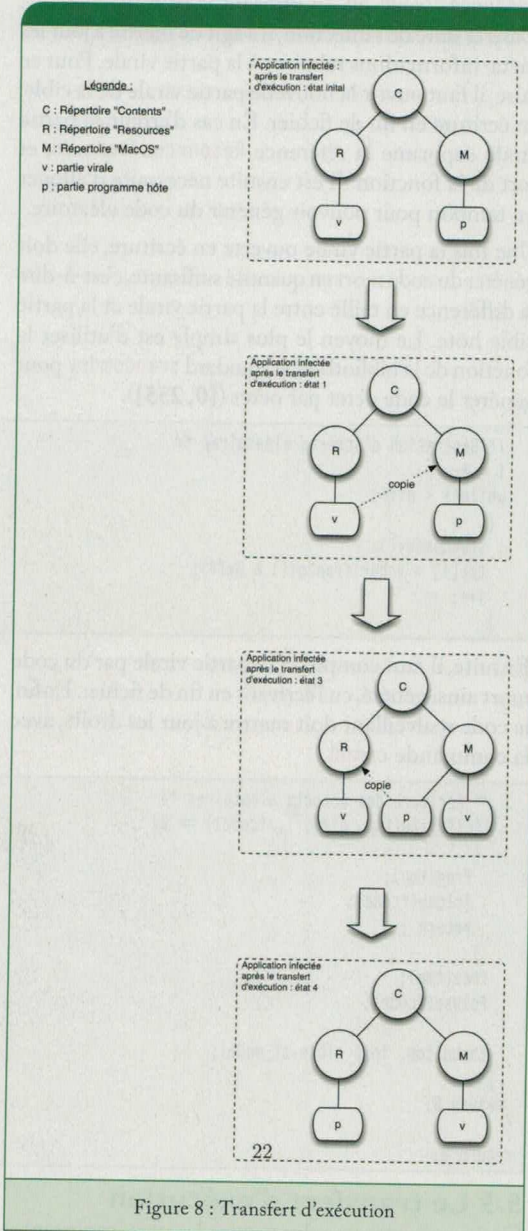 Légende :
C : Répertoire "Contents"
R : Répertoire "Resources"
M : Répertoire "MacOS"
v : partie virale
p : partie programme hôte
Application infectée
après le transfert
d'exécution : état inital
C
R
M
v
p
Application infectée
après le transfert
d'exécution : état 1
C
R
M
copie
v
p
Application infectée
après le transfert
d'exécution : état 3
C
R
M
copie
v
p
v
Application infectée
après le transfert
d'exécution : état 4
C
R
M
p
v
22
Figure 8 : Transfert d'exécution